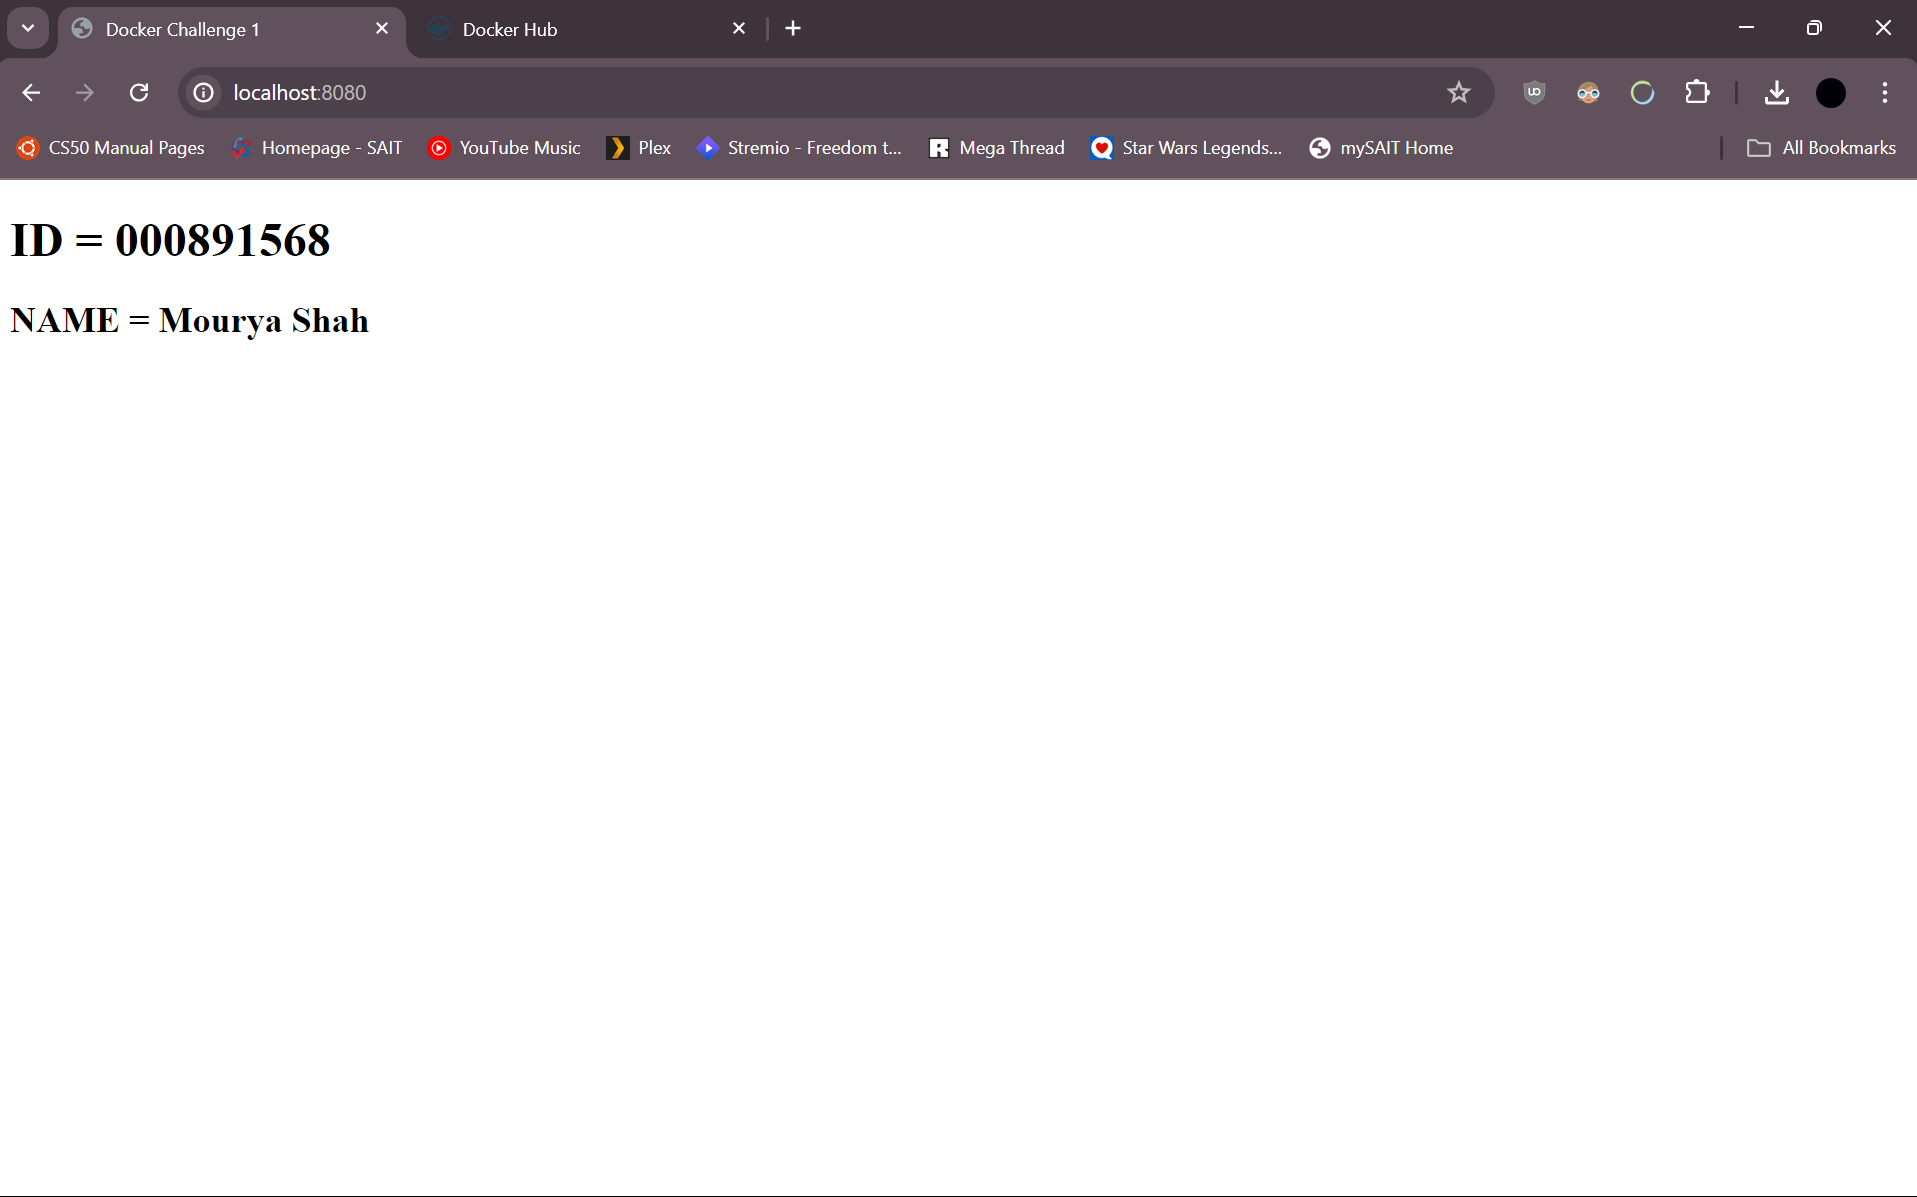 Docker Challenge 1
Docker Hub
localhost:8080
CS50 Manual Pages
Homepage - SAIT
YouTube Music
Plex
Stremio - Freedom t...
Mega Thread
Star Wars Legends...
mySAIT Home
All Bookmarks
ID = 000891568
NAME = Mourya Shah